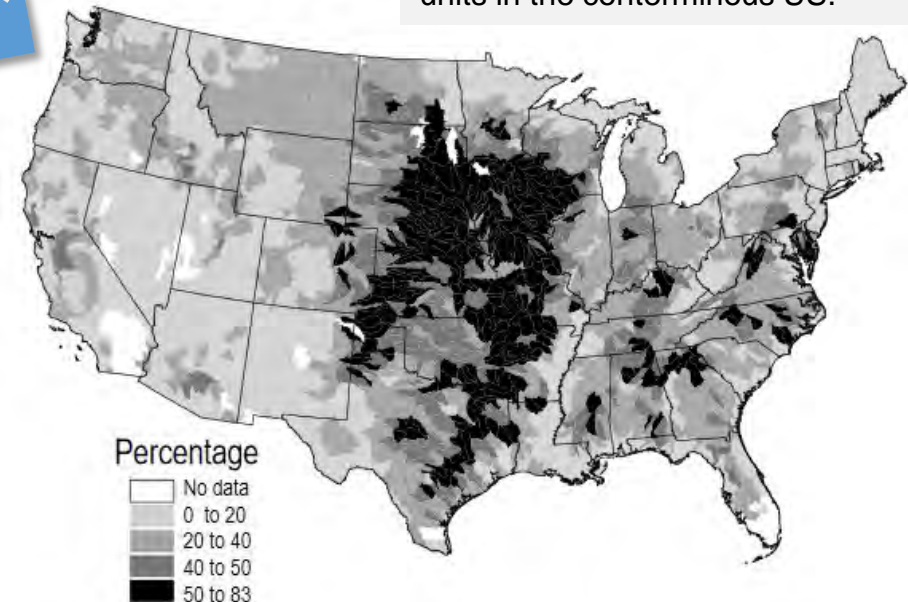 units in the conterminous US.
Percentage
No data
0 to 20
20 to 40
40 to 50
50 to 83